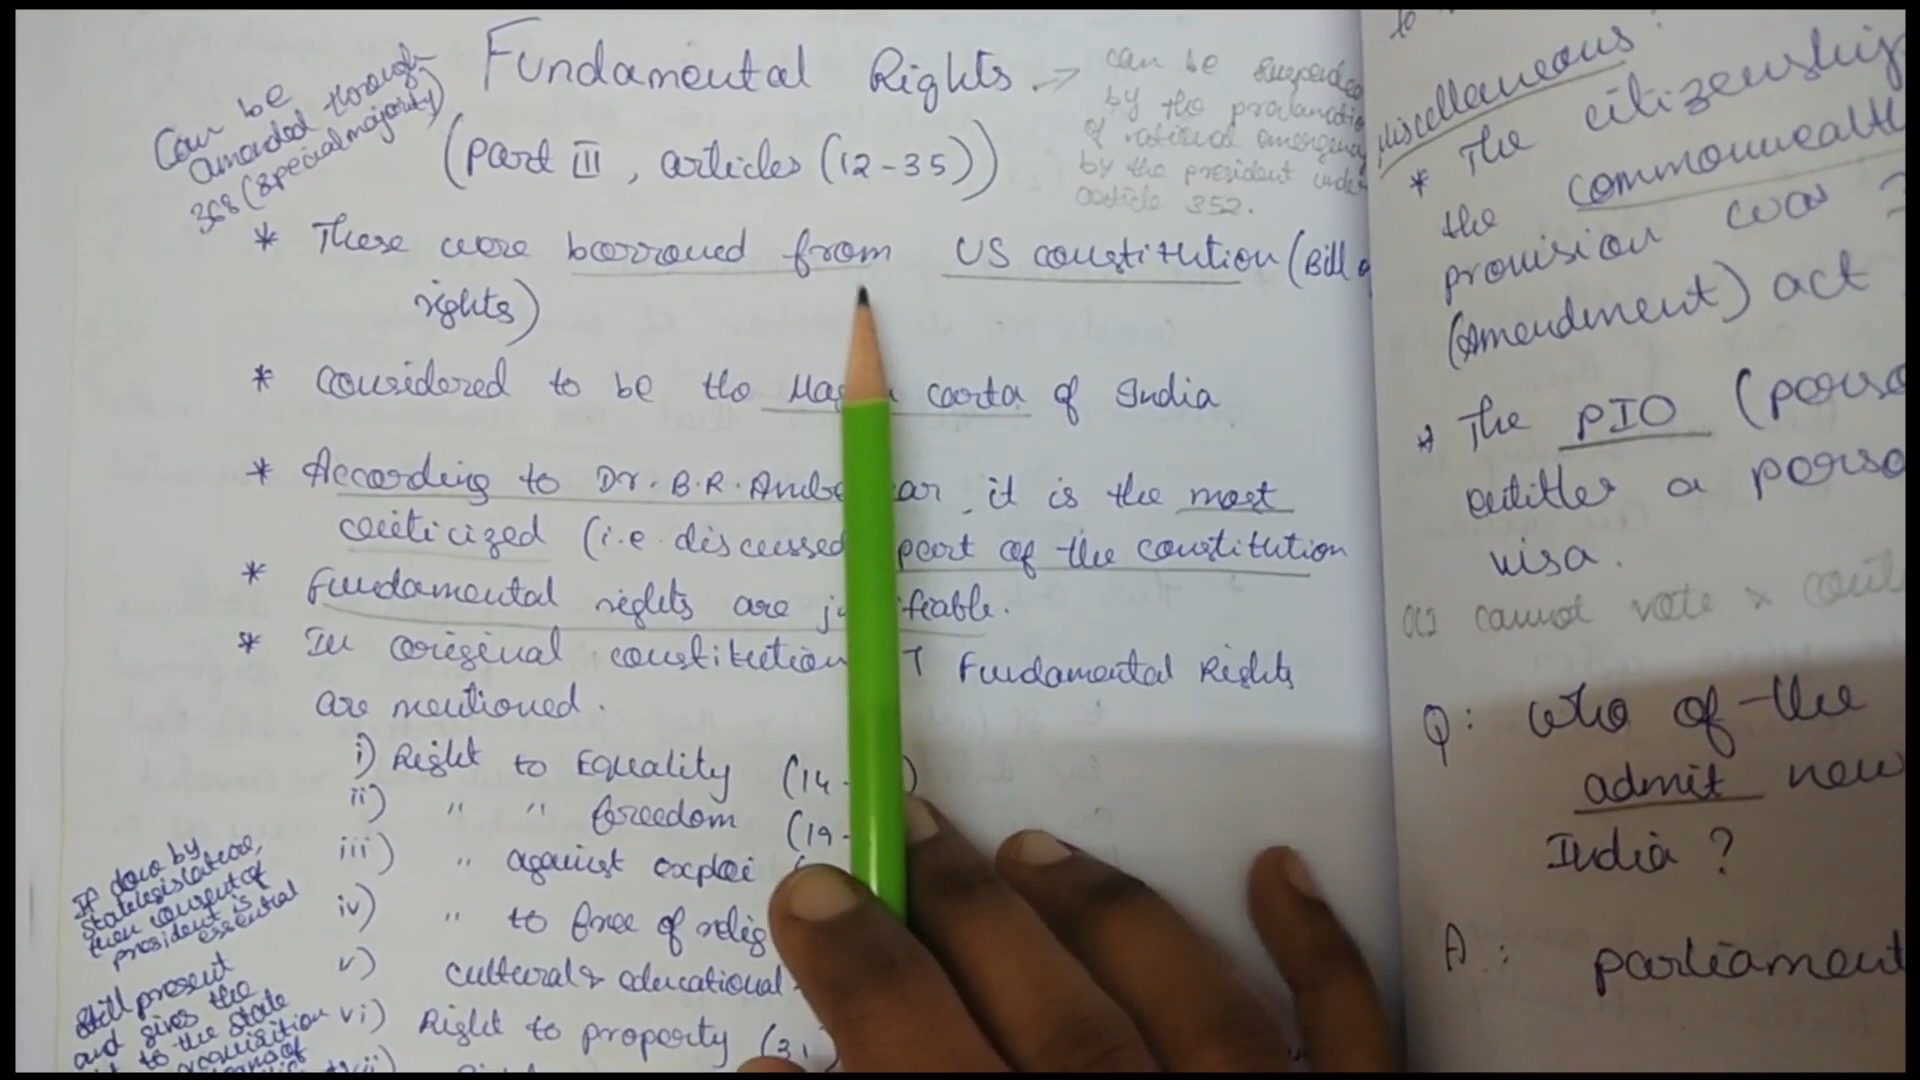 Fundamental Rights →
(Part III, articles (12-35))
Can be
amended through
368 (special majority)
can be suspended
by the
of national emergency
by the president under
article 352.
* These were borrowed from US constitution (Bill
rights)
* considered to be the carta of India
* According to Dr. B.R. it is the most
criticized (i.e. discussed part of the constitution
* Fundamental rights are
* In original constitution 7 Fundamental Rights
are mentioned.
i) Right to Equality (14-
ii) " " freedom (19-
iii) " against exploi
iv) " to free of relig
v) cultural & educational
vi) Right to property (31
If done by
state legislature,
then consent of
president is
essential
Still present
and gives the
to the state
miscellaneous:
* The citizenship
the commonwealth
provision was
(Amendment) act
* The PIO (perso
entitles a perso
visa.
OCI cannot vote x
Q: who of the
admit new
India ?
A: parliament